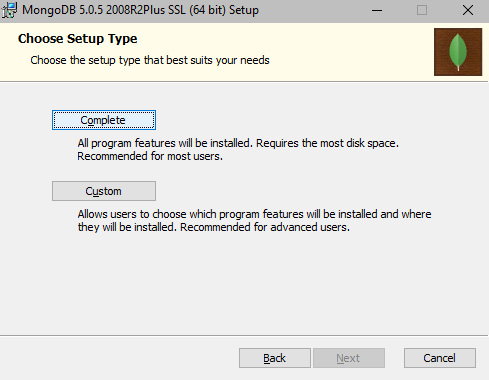 MongoDB 5.0.5 2008R2Plus SSL (64 bit) Setup
Choose Setup Type
Choose the setup type that best suits your needs
Complete
All program features will be installed. Requires the most disk space.
Recommended for most users.
Custom
Allows users to choose which program features will be installed and where
they will be installed. Recommended for advanced users.
Back
Next
Cancel